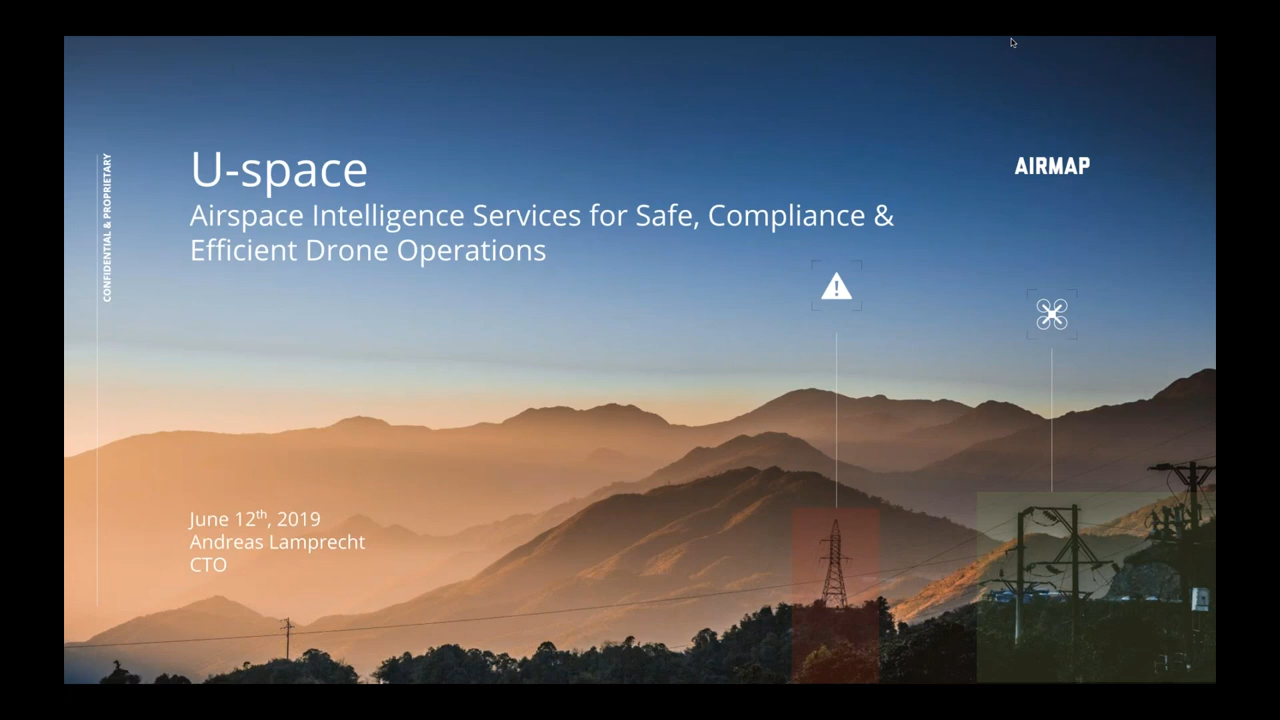 CONFIDENTIAL & PROPRIETARY
U-space
AIRMAP
Airspace Intelligence Services for Safe, Compliance &
Efficient Drone Operations
June 12th, 2019
Andreas Lamprecht
CTO